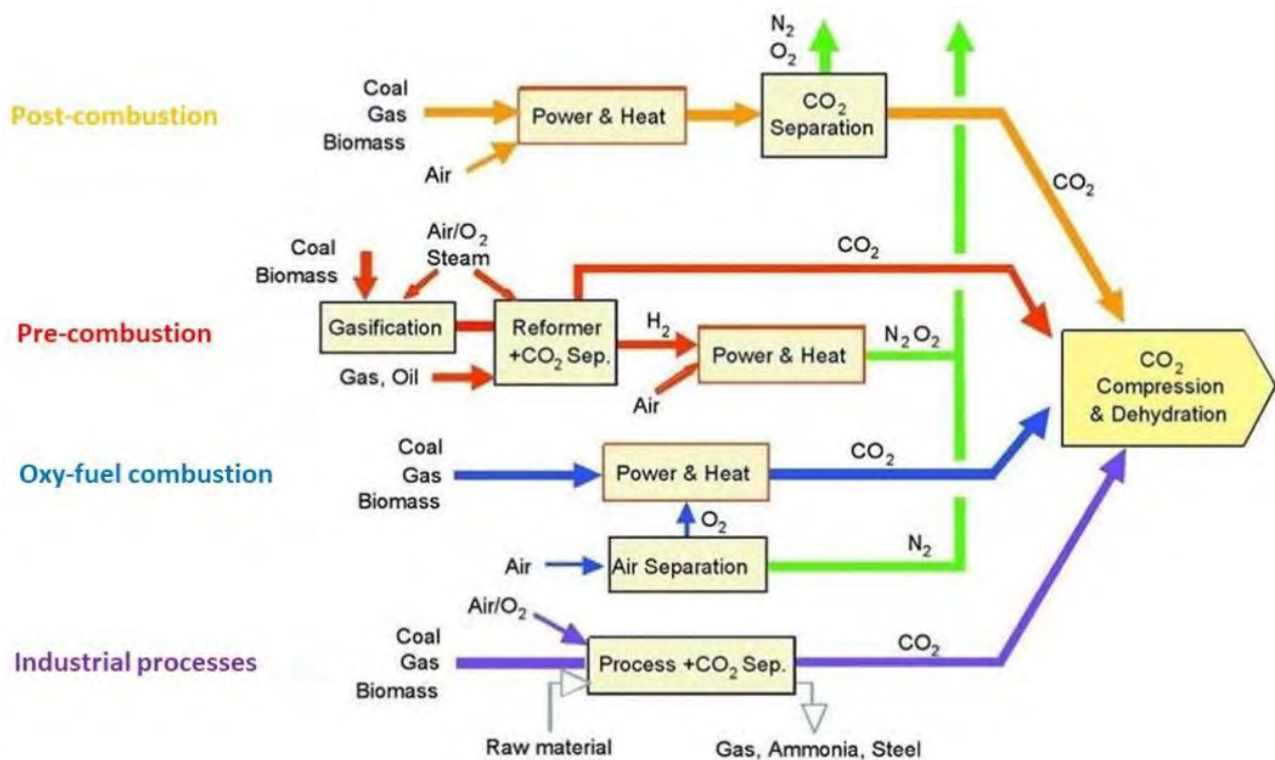 N₂
O₂
Coal
Gas
Biomass
Post-combustion
Power & Heat
CO₂
Separation
Air
CO₂
Coal
Biomass
Air/O₂
Steam
CO₂
Pre-combustion
Gasification
Reformer
+CO₂ Sep.
H₂
Power & Heat
N₂O₂
Gas, Oil
Air
CO₂
Compression
& Dehydration
Oxy-fuel combustion
Coal
Gas
Biomass
Power & Heat
CO₂
O₂
Air
Air Separation
N₂
Industrial processes
Air/O₂
Coal
Gas
Biomass
Process +CO₂ Sep.
CO₂
Raw material
Gas, Ammonia, Steel